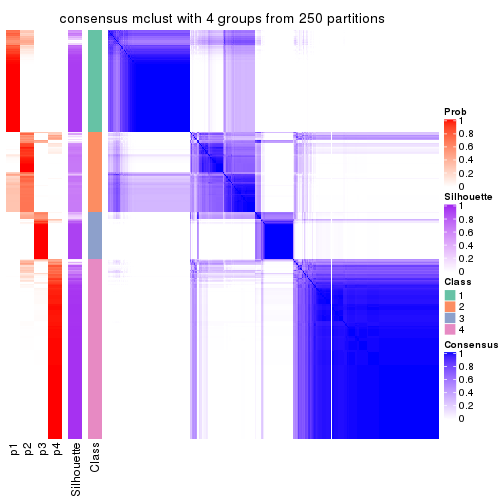 consensus mclust with 4 groups from 250 partitions
Prob
1
0.8
0.6
0.4
0.2
0
Silhouette
1
0.8
0.6
0.4
0.2
0
Class
1
2
3
4
Consensus
1
0.8
0.6
0.4
0.2
0
p1
p2
p3
p4
Silhouette
Class